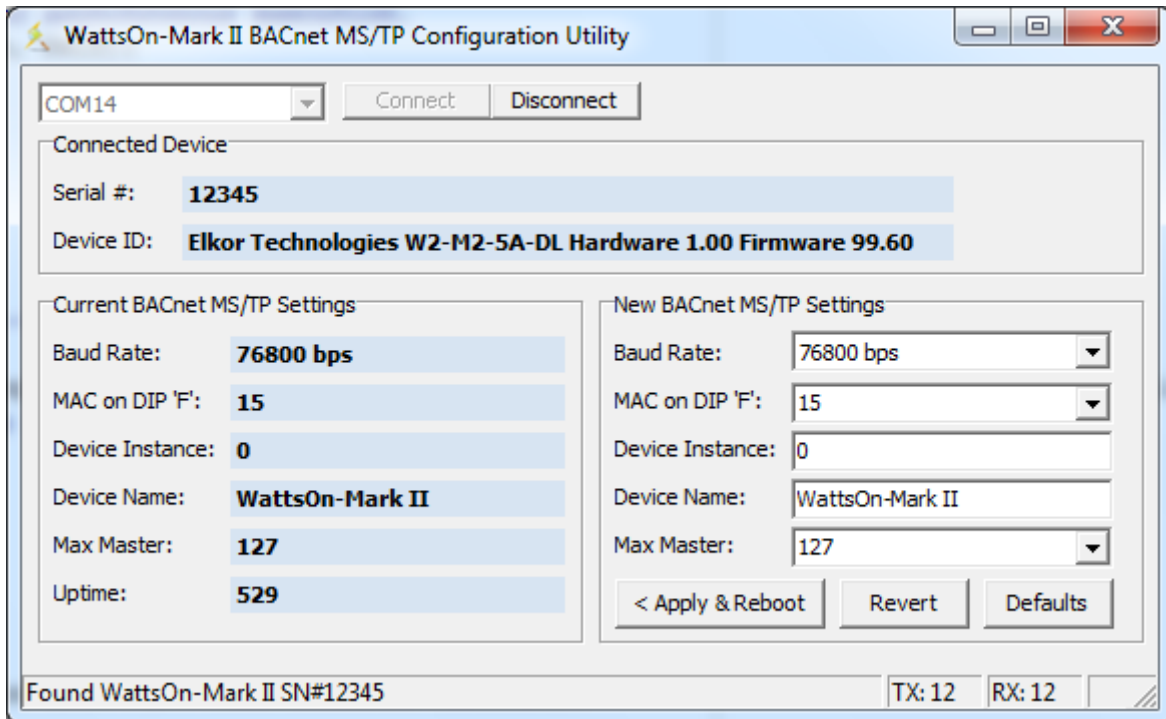 WattsOn-Mark II BACnet MS/TP Configuration Utility
COM14 Connect Disconnect
Connected Device
Serial #: 12345
Device ID: Elkor Technologies W2-M2-5A-DL Hardware 1.00 Firmware 99.60
Current BACnet MS/TP Settings
Baud Rate: 76800 bps
MAC on DIP 'F': 15
Device Instance: 0
Device Name: WattsOn-Mark II
Max Master: 127
Uptime: 529
New BACnet MS/TP Settings
Baud Rate: 76800 bps
MAC on DIP 'F': 15
Device Instance: 0
Device Name: WattsOn-Mark II
Max Master: 127
< Apply & Reboot Revert Defaults
Found WattsOn-Mark II SN#12345 TX: 12 RX: 12